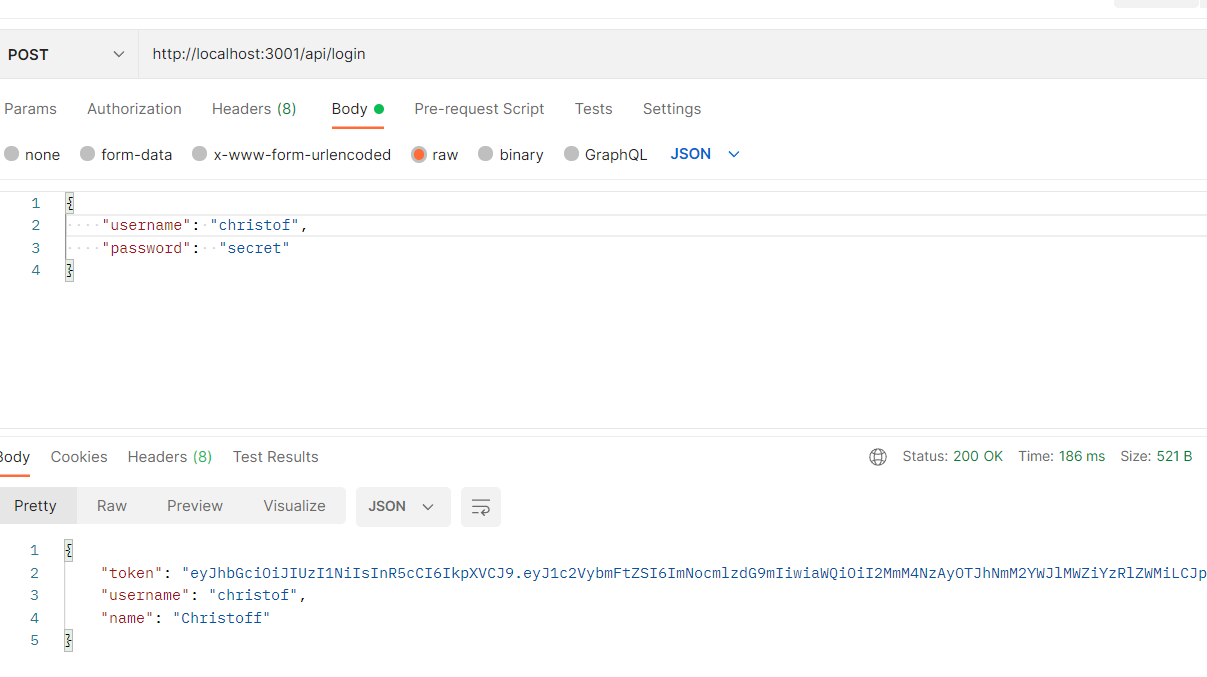 POST http://localhost:3001/api/login
Params Authorization Headers (8) Body Pre-request Script Tests Settings
none form-data x-www-form-urlencoded raw binary GraphQL JSON
1 {
2 "username": "christof",
3 "password": "secret"
4 }
Body Cookies Headers (8) Test Results Status: 200 OK Time: 186 ms Size: 521 B
Pretty Raw Preview Visualize JSON
1 {
2 "token": "eyJhbGciOiJIUzI1NiIsInR5cCI6IkpXVCJ9.eyJ1c2VybmFtZSI6ImNocmlzdG9mIiwiaWQiOiI2MmM4NzAyOTJhNmM2YWJlMWZiYzRlZWMiLCJp
3 "username": "christof",
4 "name": "Christoff"
5 }